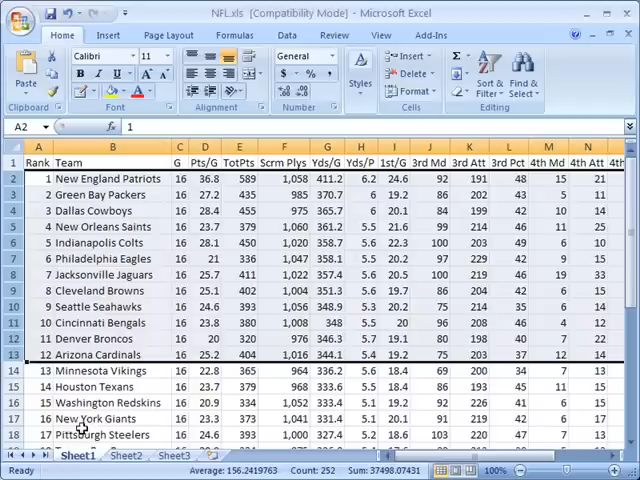 NFL.xls [Compatibility Mode] - Microsoft Excel
Home Insert Page Layout Formulas Data Review View Add-Ins
Paste Clipboard
Calibri 11 B I U A Font
Alignment
General $ % , Number
Styles
Insert Delete Format Cells
Σ Sort & Filter Find & Select Editing
A2 1
A B C D E F G H I J K L M N
1 Rank Team G Pts/G TotPts Scrm Plys Yds/G Yds/P 1st/G 3rd Md 3rd Att 3rd Pct 4th Md 4th Att 4th
2 1 New England Patriots 16 36.8 589 1,058 411.2 6.2 24.6 92 191 48 15 21
3 2 Green Bay Packers 16 27.2 435 985 370.7 6 19.2 86 202 43 5 11
4 3 Dallas Cowboys 16 28.4 455 975 365.7 6 20.1 84 199 42 10 14
5 4 New Orleans Saints 16 23.7 379 1,060 361.2 5.5 21.6 99 214 46 11 25
6 5 Indianapolis Colts 16 28.1 450 1,020 358.7 5.6 22.3 100 203 49 6 10
7 6 Philadelphia Eagles 16 21 336 1,047 358.1 5.5 20.2 97 229 42 9 15
8 7 Jacksonville Jaguars 16 25.7 411 1,022 357.4 5.6 20.5 100 219 46 19 33
9 8 Cleveland Browns 16 25.1 402 1,004 351.3 5.6 19.7 86 204 42 6 15
10 9 Seattle Seahawks 16 24.6 393 1,056 348.9 5.3 20.2 75 214 35 6 14
11 10 Cincinnati Bengals 16 23.8 380 1,008 348 5.5 20 96 208 46 4 12
12 11 Denver Broncos 16 20 320 976 346.3 5.7 19.1 80 198 40 7 22
13 12 Arizona Cardinals 16 25.2 404 1,016 344.1 5.4 19.2 75 203 37 12 14
14 13 Minnesota Vikings 16 22.8 365 964 336.2 5.6 18.4 69 200 34 7 13
15 14 Houston Texans 16 23.7 379 968 333.6 5.5 18.9 93 205 45 11 15
16 15 Washington Redskins 16 20.9 334 1,052 333.4 5.1 19.2 92 226 41 6 13
17 16 New York Giants 16 23.3 373 1,041 331.4 5.1 20.1 91 219 42 6 17
18 17 Pittsburgh Steelers 16 24.6 393 1,000 327.4 5.2 18.6 103 220 47 7 13
Sheet1 Sheet2 Sheet3
Ready Average: 156.2419763 Count: 252 Sum: 37498.07431 100%